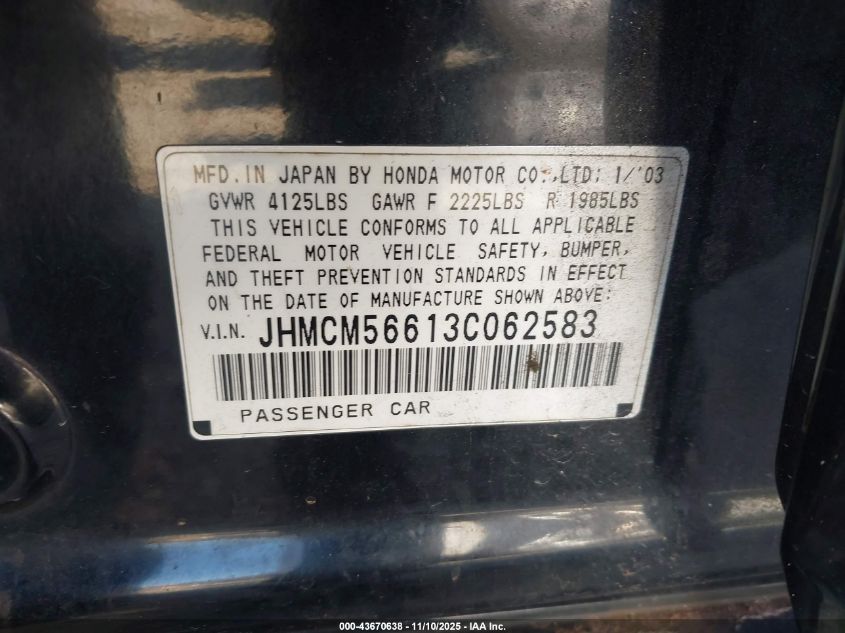 MFD. IN JAPAN BY HONDA MOTOR CO., LTD: 1/'03
GVWR 4125LBS GAWR F 2225LBS R 1985LBS
THIS VEHICLE CONFORMS TO ALL APPLICABLE
FEDERAL MOTOR VEHICLE SAFETY, BUMPER,
AND THEFT PREVENTION STANDARDS IN EFFECT
ON THE DATE OF MANUFACTURE SHOWN ABOVE:
V.I.N. JHMCM56613C062583
PASSENGER CAR
000-43670638 - 11/10/2025 - IAA Inc.